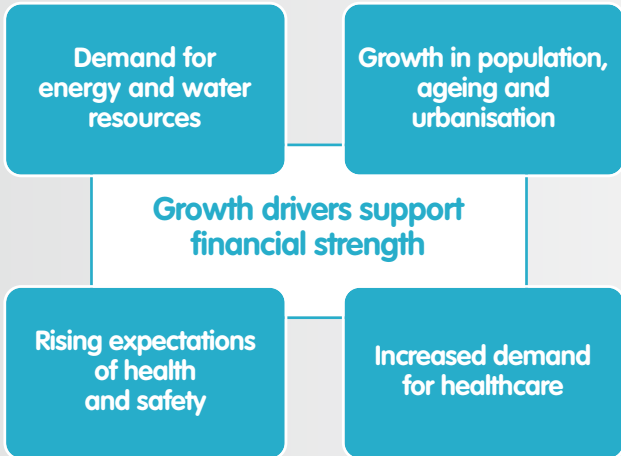 Demand for
energy and water
resources
Growth in population,
ageing and
urbanisation
Growth drivers support
financial strength
Rising expectations
of health
and safety
Increased demand
for healthcare